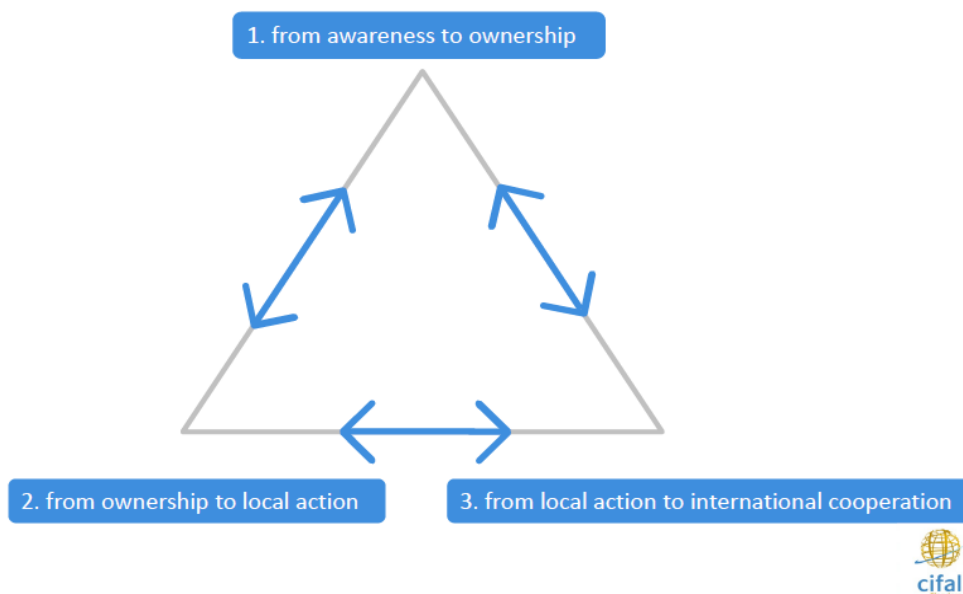 1. from awareness to ownership
2. from ownership to local action
3. from local action to international cooperation
cifal